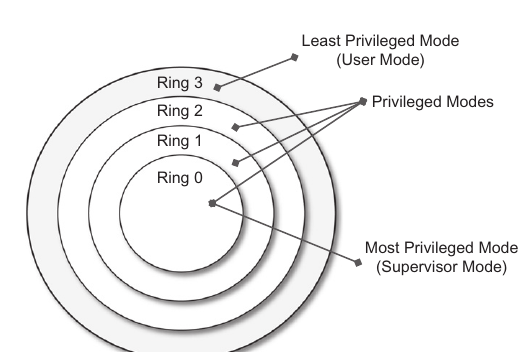 Least Privileged Mode
(User Mode)
Ring 3
Ring 2
Privileged Modes
Ring 1
Ring 0
Most Privileged Mode
(Supervisor Mode)